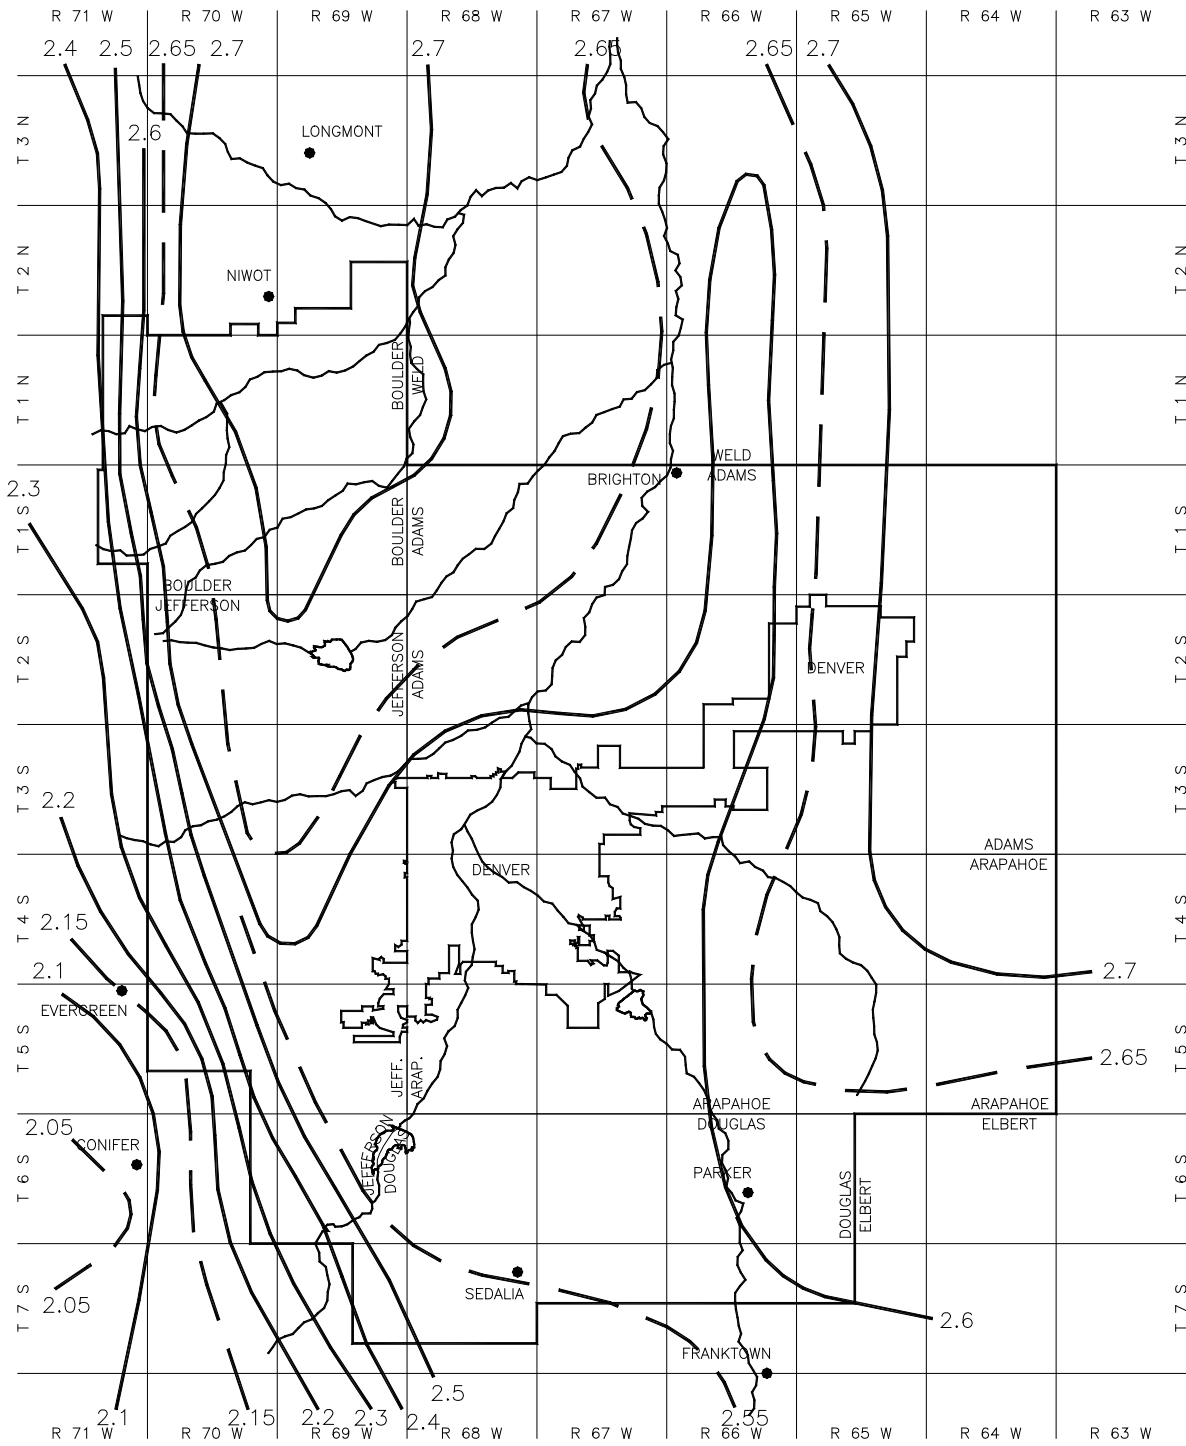 R 71 W R 70 W R 69 W R 68 W R 67 W R 66 W R 65 W R 64 W R 63 W
2.4 2.5 2.65 2.7 2.7 2.65 2.65 2.7
T 3 N T 3 N
2.6
LONGMONT
T 2 N T 2 N
NIWOT
T 1 N T 1 N
BOULDER
WELD
WELD
ADAMS
BRIGHTON
2.3
T 1 S T 1 S
BOULDER
ADAMS
BOULDER
JEFFERSON
T 2 S T 2 S
JEFFERSON
ADAMS
DENVER
2.2
T 3 S T 3 S
ADAMS
ARAPAHOE
DENVER
T 4 S T 4 S
2.15
2.1
2.7
EVERGREEN
T 5 S T 5 S
2.65
JEFF.
ARAP.
ARAPAHOE
DOUGLAS
ARAPAHOE
ELBERT
2.05
CONIFER
T 6 S T 6 S
JEFFERSON
DOUGLAS
PARKER
DOUGLAS
ELBERT
T 7 S T 7 S
2.05
SEDALIA
2.6
FRANKTOWN
2.5
2.1 2.15 2.2 2.3 2.4 2.55
R 71 W R 70 W R 69 W R 68 W R 67 W R 66 W R 65 W R 64 W R 63 W